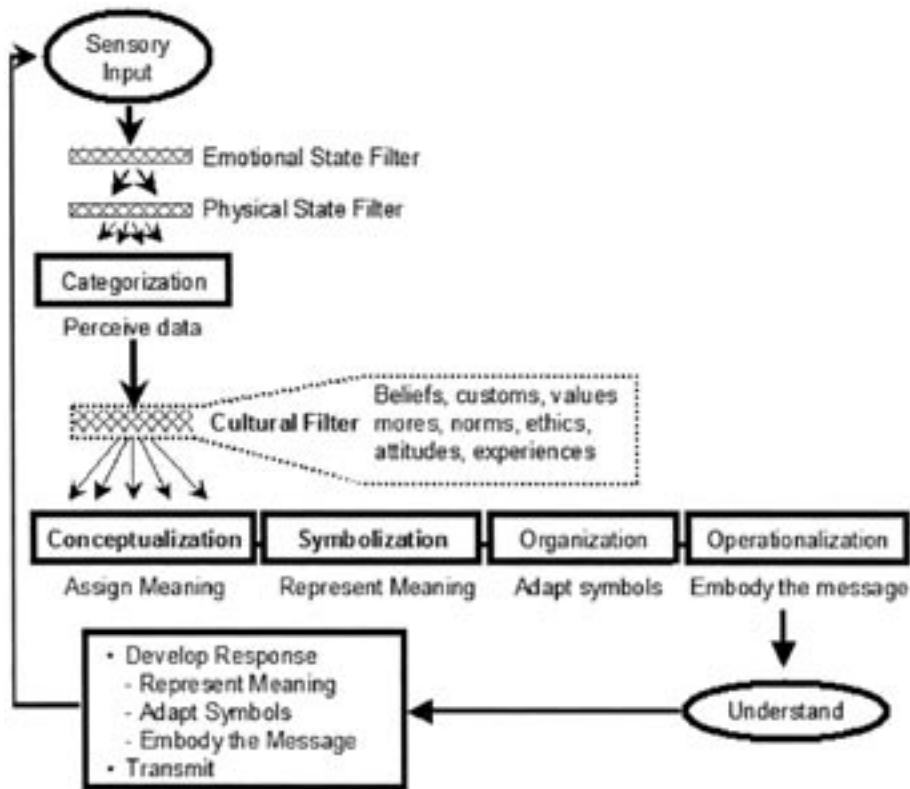 Sensory
Input
Emotional State Filter
Physical State Filter
Categorization
Perceive data
Cultural Filter
Beliefs, customs, values
mores, norms, ethics,
attitudes, experiences
Conceptualization
Symbolization
Organization
Operationalization
Assign Meaning
Represent Meaning
Adapt symbols
Embody the message
• Develop Response
- Represent Meaning
- Adapt Symbols
- Embody the Message
• Transmit
Understand